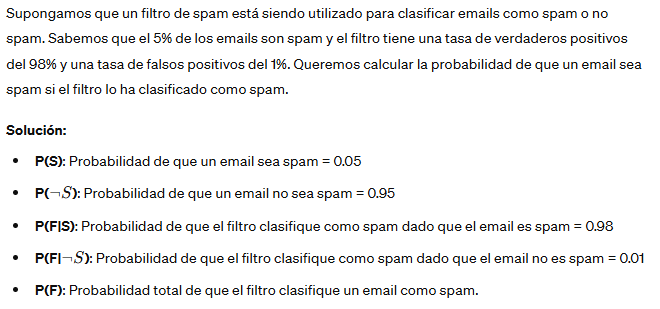 Supongamos que un filtro de spam está siendo utilizado para clasificar emails como spam o no
spam. Sabemos que el 5% de los emails son spam y el filtro tiene una tasa de verdaderos positivos
del 98% y una tasa de falsos positivos del 1%. Queremos calcular la probabilidad de que un email sea
spam si el filtro lo ha clasificado como spam.
Solución:
• P(S): Probabilidad de que un email sea spam = 0.05
• P(¬S): Probabilidad de que un email no sea spam = 0.95
• P(F|S): Probabilidad de que el filtro clasifique como spam dado que el email es spam = 0.98
• P(F|¬S): Probabilidad de que el filtro clasifique como spam dado que el email no es spam = 0.01
• P(F): Probabilidad total de que el filtro clasifique un email como spam.